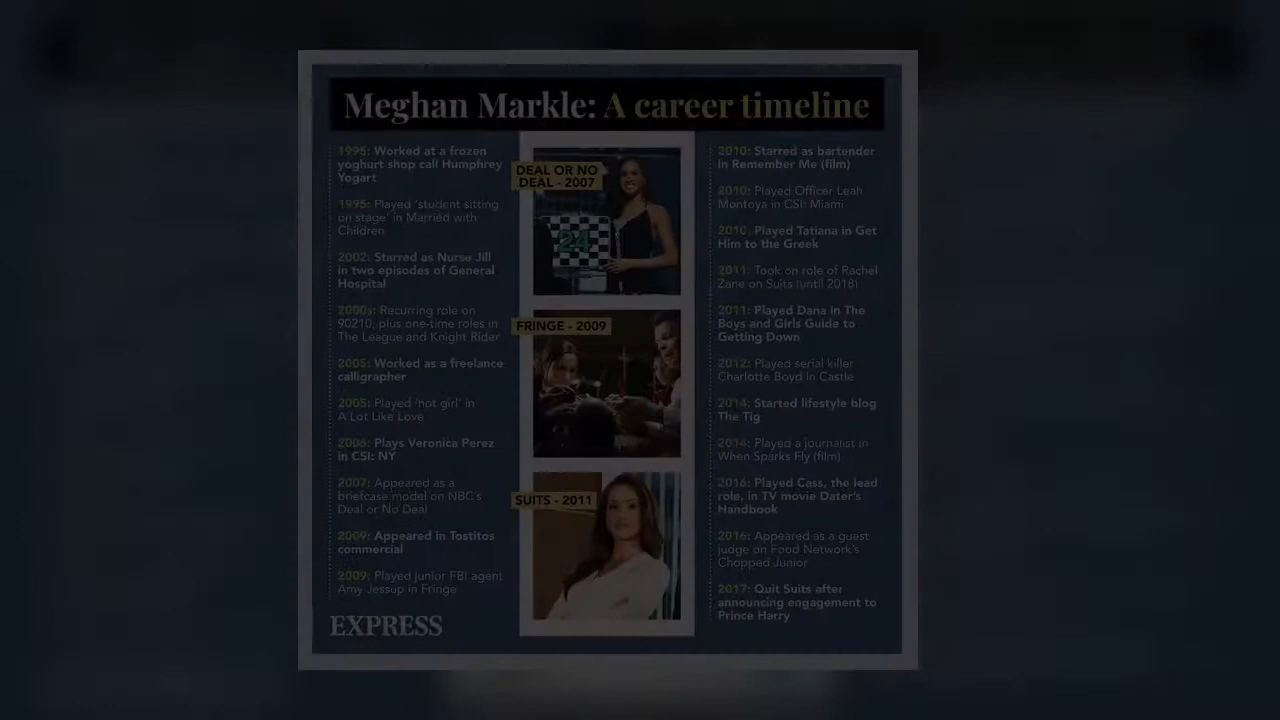 Meghan Markle: A career timeline
1995: Worked at a frozen
yoghurt shop call Humphrey
Yogart
1995: Played 'student sitting
on stage' in Married with
Children
2002: Starred as Nurse Jill
in two episodes of General
Hospital
2000s: Recurring role on
90210, plus one-time roles in
The League and Knight Rider
2005: Worked as a freelance
calligrapher
2005: Played 'hot girl' in
A Lot Like Love
2006: Plays Veronica Perez
in CSI: NY
2007: Appeared as a
briefcase model on NBC's
Deal or No Deal
2009: Appeared in Tostitos
commercial
2009: Played junior FBI agent
Amy Jessup in Fringe
EXPRESS
DEAL OR NO
DEAL - 2007
24
FRINGE - 2009
SUITS - 2011
2010: Starred as bartender
in Remember Me (film)
2010: Played Officer Leah
Montoya in CSI: Miami
2010: Played Tatiana in Get
Him to the Greek
2011: Took on role of Rachel
Zane on Suits (until 2018)
2011: Played Dana in The
Boys and Girls Guide to
Getting Down
2012: Played serial killer
Charlotte Boyd in Castle
2014: Started lifestyle blog
The Tig
2014: Played a journalist in
When Sparks Fly (film)
2016: Played Cass, the lead
role, in TV movie Dater's
Handbook
2016: Appeared as a guest
judge on Food Network's
Chopped Junior
2017: Quit Suits after
announcing engagement to
Prince Harry